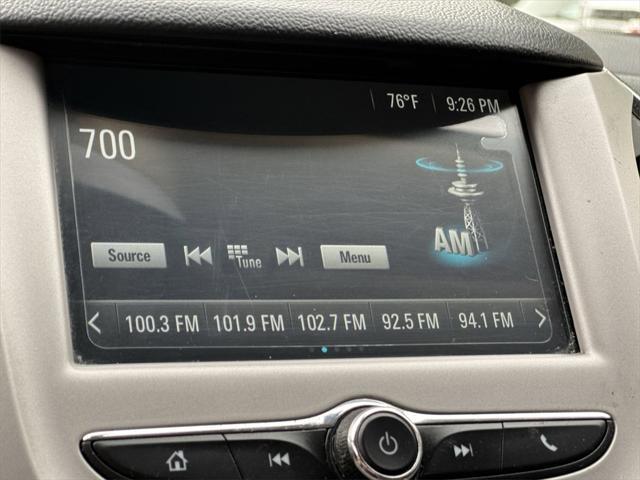 76°F 9:26 PM
700
AM
Source Tune Menu
100.3 FM 101.9 FM 102.7 FM 92.5 FM 94.1 FM